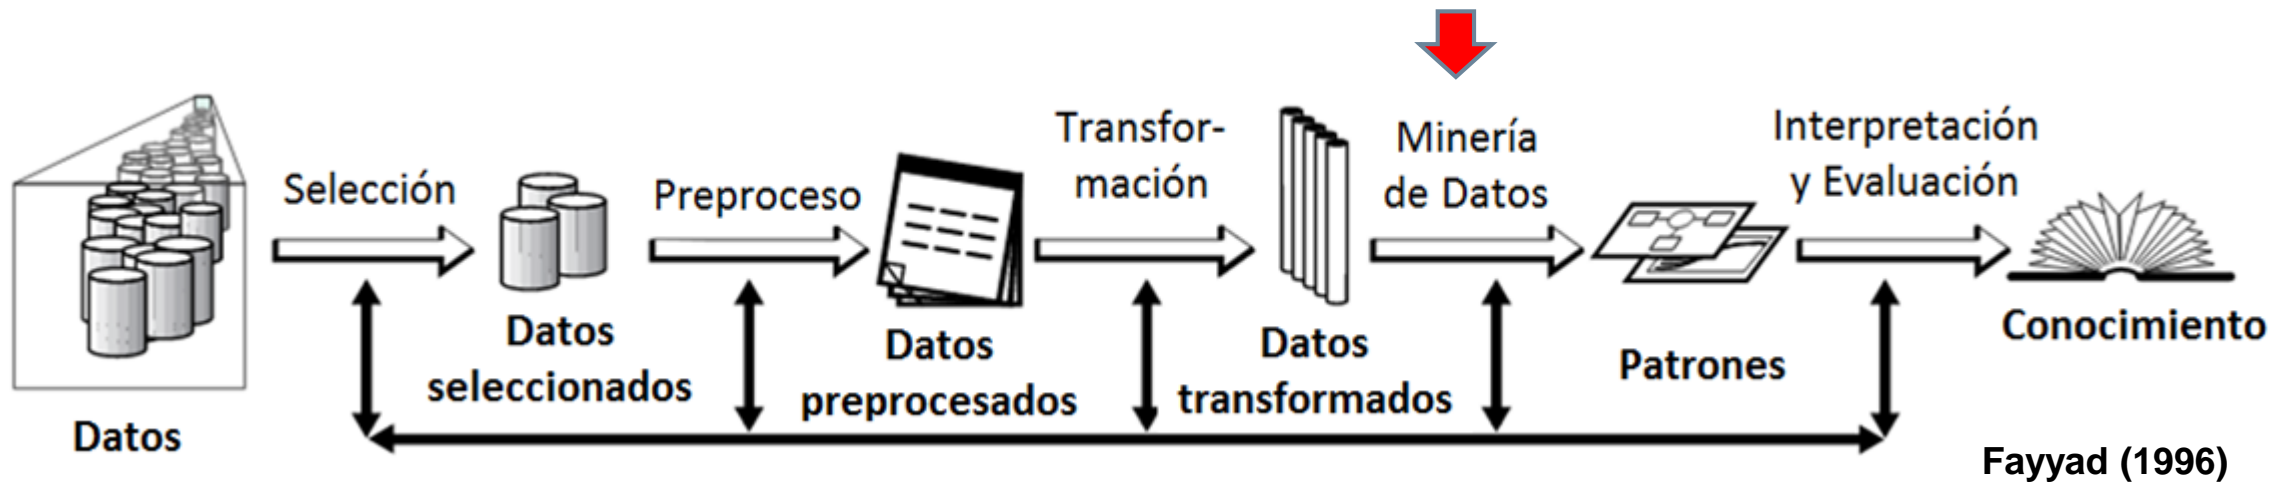 Datos
Selección
Datos
seleccionados
Preproceso
Datos
preprocesados
Transfor-
mación
Datos
transformados
Minería
de Datos
Patrones
Interpretación
y Evaluación
Conocimiento
Fayyad (1996)